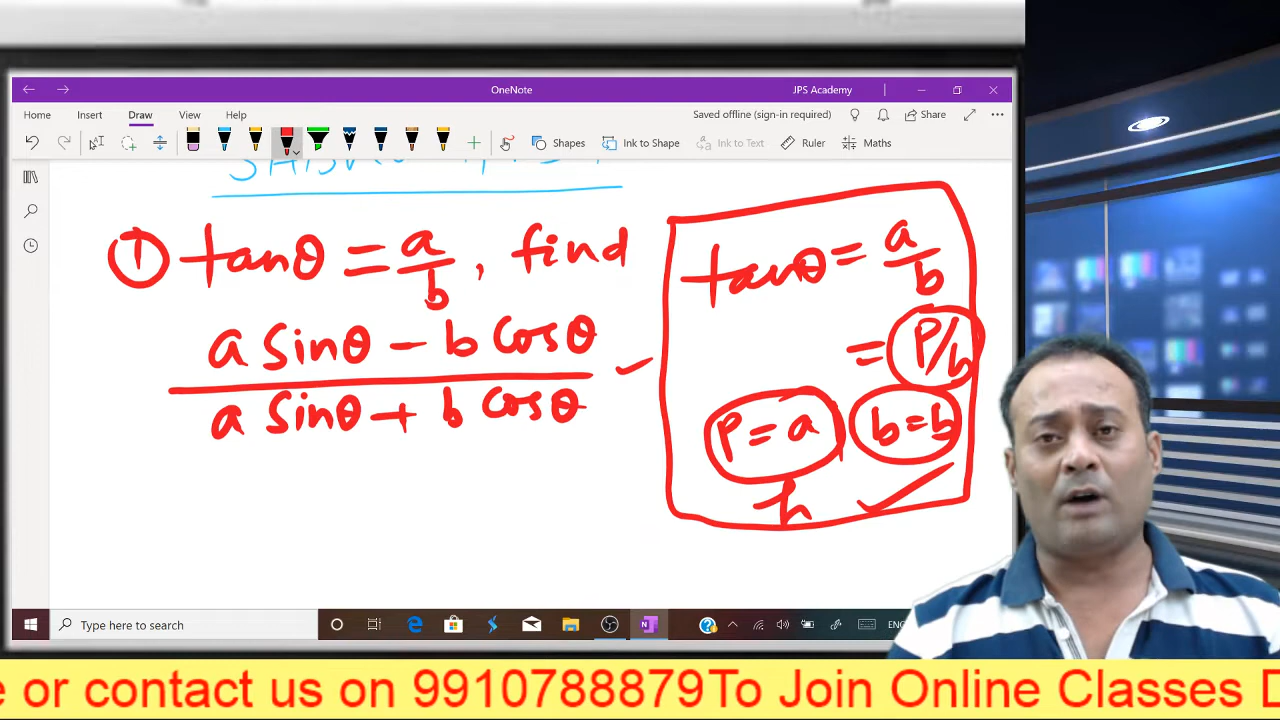 OneNote
JPS Academy
Home Insert Draw View Help
Saved offline (sign-in required) Share
Shapes Ink to Shape Ink to Text Ruler Maths
① tanθ = a/b, find
a sinθ − b cosθ
a sinθ + b cosθ
tanθ = a/b
= P/b
P = a b = b
h
Type here to search
ENG
e or contact us on 9910788879To Join Online Classes D